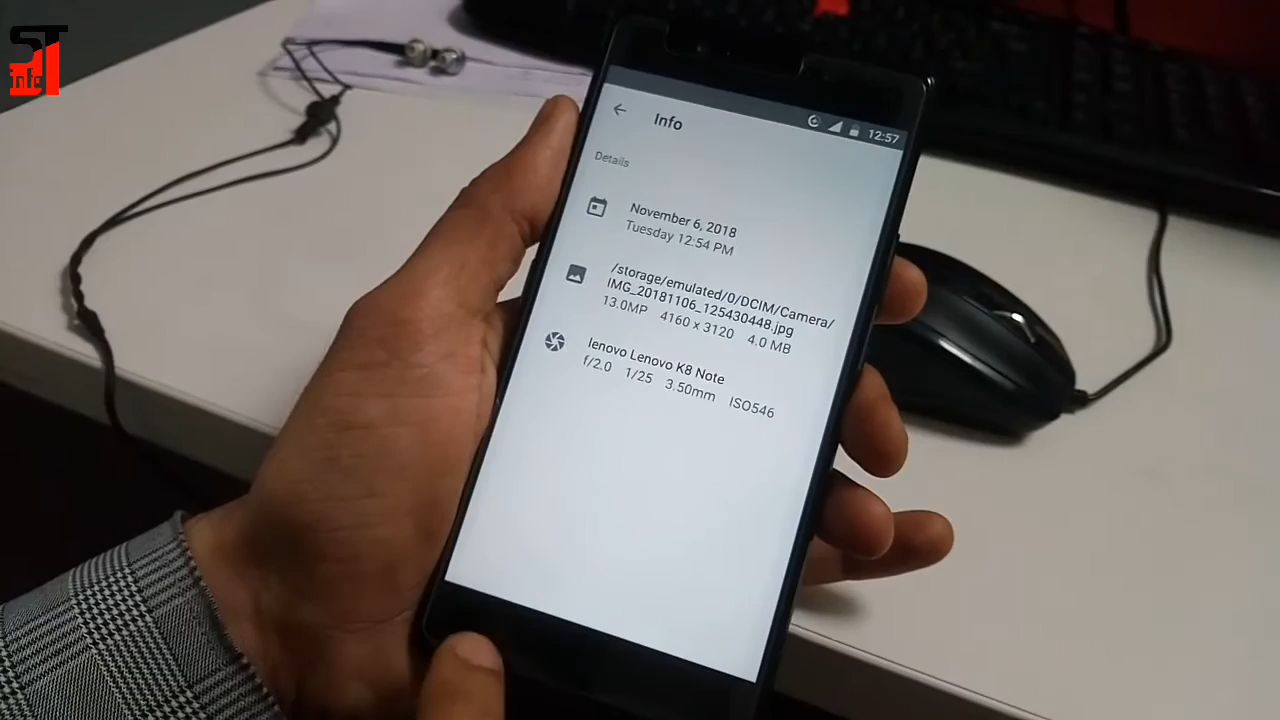 ST
info
Info
12:57
Details
November 6, 2018
Tuesday 12:54 PM
/storage/emulated/0/DCIM/Camera/
IMG_20181106_125430448.jpg
13.0MP 4160 x 3120 4.0 MB
lenovo Lenovo K8 Note
f/2.0 1/25 3.50mm ISO546